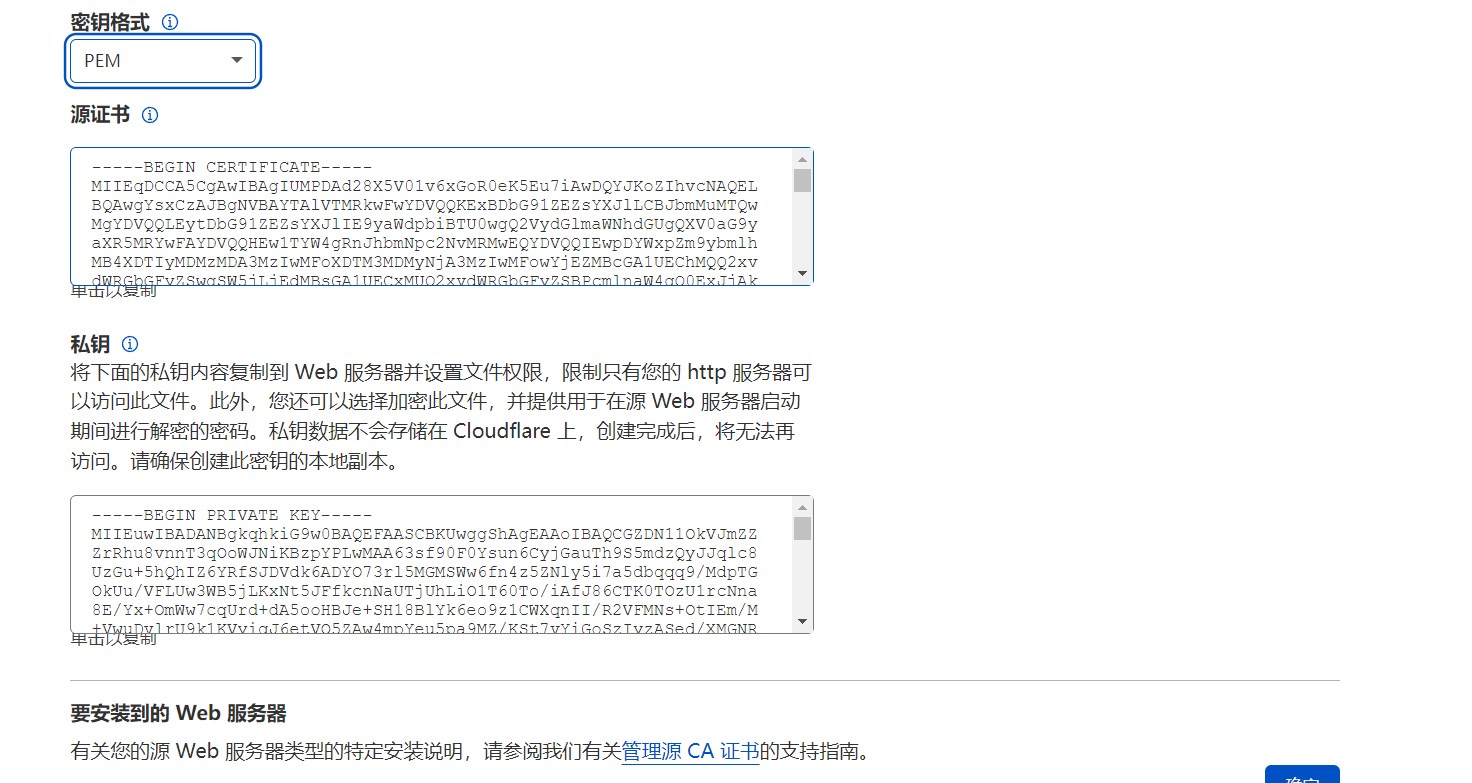 密钥格式
PEM
源证书
-----BEGIN CERTIFICATE-----
MIIEqDCCA5CgAwIBAgIUMPDAd28X5V01v6xGoR0eK5Eu7iAwDQYJKoZIhvcNAQEL
BQAwgYsxCzAJBgNVBAYTAlVTMRkwFwYDVQQKExBDbG91ZEZsYXJlLCBJbmMuMTQw
MgYDVQQLEytDbG91ZEZsYXJlIE9yaWdpbiBTU0wgQ2VydGlmaWNhdGUgQXV0aG9y
aXR5MRYwFAYDVQQHEw1TYW4gRnJhbmNpc2NvMRMwEQYDVQQIEwpDYWxpZm9ybmlh
MB4XDTIyMDMzMDA3MzIwMFoXDTM3MDMyNjA3MzIwMFowYjEZMBcGA1UEChMQQ2xv
dWRGbGFyZSwgSW5jLjEdMBsGA1UECxMUQ2xvdWRGbGFyZSBPcmlnaW4gQ0ExJjAk
单击以复制
私钥
将下面的私钥内容复制到 Web 服务器并设置文件权限，限制只有您的 http 服务器可
以访问此文件。此外，您还可以选择加密此文件，并提供用于在源 Web 服务器启动
期间进行解密的密码。私钥数据不会存储在 Cloudflare 上，创建完成后，将无法再
访问。请确保创建此密钥的本地副本。
-----BEGIN PRIVATE KEY-----
MIIEuwIBADANBgkqhkiG9w0BAQEFAASCBKUwggShAgEAAoIBAQCGZDN11OkVJmZZ
ZrRhu8vnnT3qOoWJNiKBzpYPLwMAA63sf90F0Ysun6CyjGauTh9S5mdzQyJJqlc8
UzGu+5hQhIZ6YRfSJDVdk6ADYO73rl5MGMSWw6fn4z5ZNly5i7a5dbqqq9/MdpTG
OkUu/VFLUw3WB5jLKxNt5JFfkcnNaUTjUhLiO1T60To/iAfJ86CTK0TOzU1rcNna
8E/Yx+OmWw7cqUrd+dA5ooHBJe+SH18BlYk6eo9z1CWXqnII/R2VFMNs+OtIEm/M
单击以复制
要安装到的 Web 服务器
有关您的源 Web 服务器类型的特定安装说明，请参阅我们有关管理源 CA 证书的支持指南。
确定